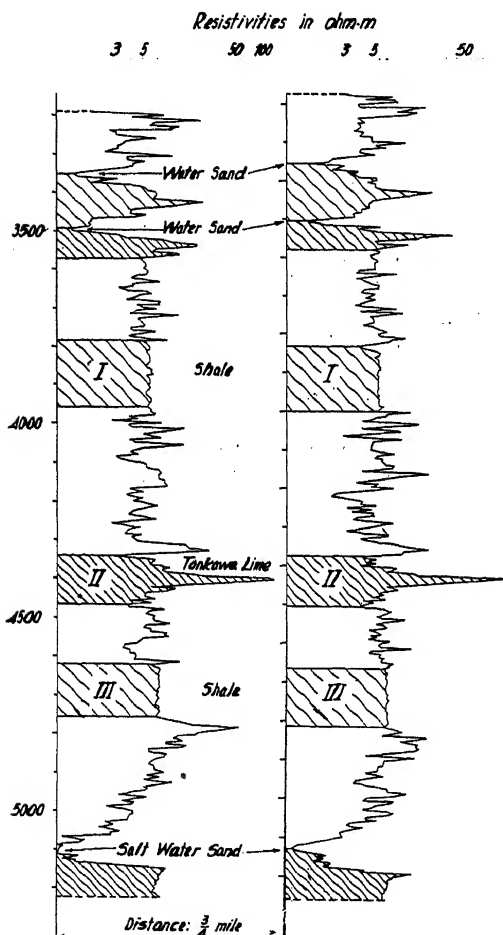 Resistivities in ohm-m
3 5 50 100 3 5 50
Water Sand
Water Sand
3500
I Shale I
4000
Tonkawa Lime
II II
4500
III Shale III
5000
Salt Water Sand
Distance: 3/4 mile